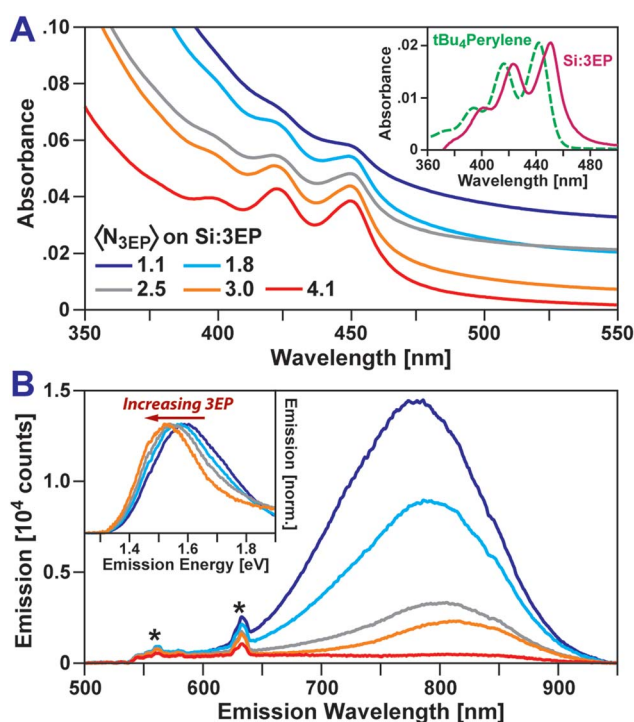 A
.10
.08
.06
.04
.02
0
Absorbance
⟨N3EP⟩ on Si:3EP
1.1
1.8
2.5
3.0
4.1
350
400
450
500
550
Wavelength [nm]
tBu4Perylene
Si:3EP
.02
.01
0
Absorbance
360
400
440
480
Wavelength [nm]
B
1.5
1.0
0.5
0
Emission [10⁴ counts]
Increasing 3EP
Emission [norm.]
1.4
1.6
1.8
Emission Energy [eV]
*
*
500
600
700
800
900
Emission Wavelength [nm]